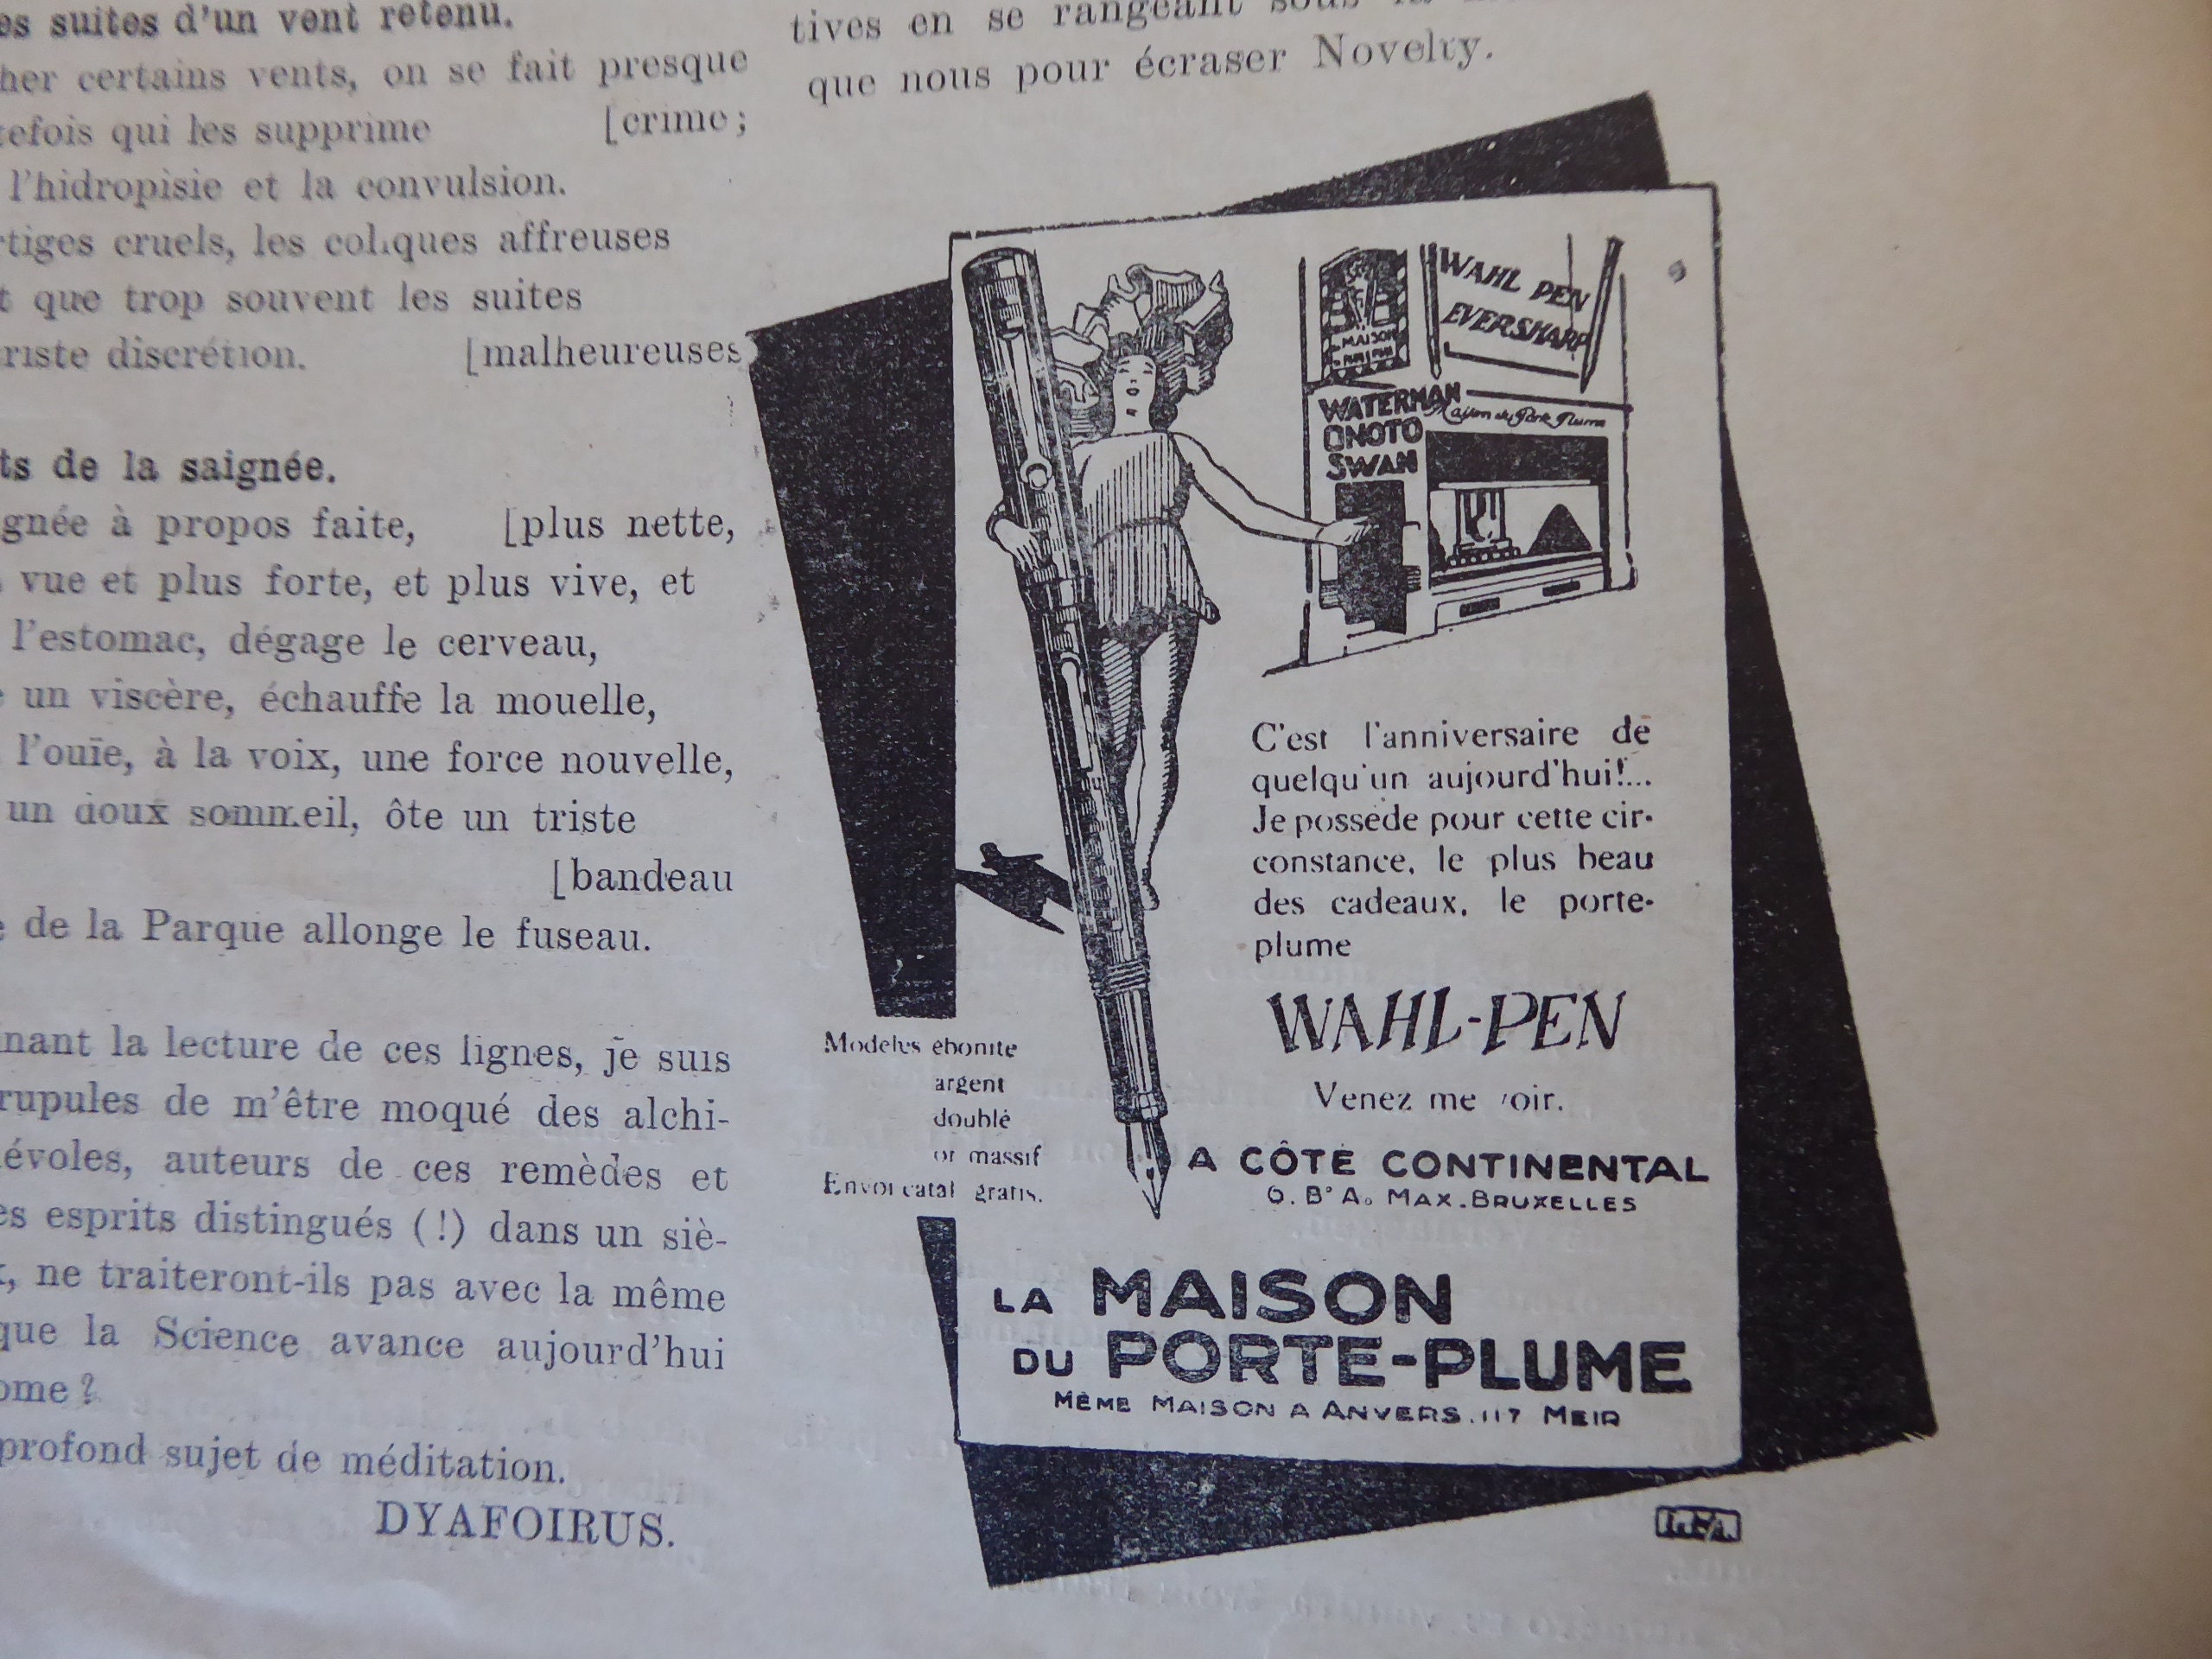 es suites d'un vent retenu.
her certains vents, on se fait presque
tefois qui les supprime [crime;
l'hidropisie et la convulsion.
rtiges cruels, les coliques affreuses
t que trop souvent les suites
riste discrétion. [malheureuses
ts de la saignée.
gnée à propos faite, [plus nette,
vue et plus forte, et plus vive, et
l'estomac, dégage le cerveau,
e un viscère, échauffe la mouelle,
l'ouïe, à la voix, une force nouvelle,
un doux sommeil, ôte un triste
[bandeau
e de la Parque allonge le fuseau.
nant la lecture de ces lignes, je suis
rupules de m'être moqué des alchi-
évoles, auteurs de ces remèdes et
es esprits distingués (!) dans un siè-
, ne traiteront-ils pas avec la même
que la Science avance aujourd'hui
ome ?
profond sujet de méditation.
DYAFOIRUS.
tives en se rangeant sous la
que nous pour écraser Novelty.
MAISON
WAHL PEN
EVERSHARP
WATERMAN
ONOTO
SWAN
Maison du Porte Plume
C'est l'anniversaire de
quelqu'un aujourd'hui!...
Je possède pour cette cir-
constance, le plus beau
des cadeaux, le porte-
plume
WAHL-PEN
Venez me voir.
Modeles ébonite
argent
doublé
or massif
Envoi catal gratis.
A CÔTÉ CONTINENTAL
6. Bd Ad. MAX. BRUXELLES
LA MAISON
DU PORTE-PLUME
MÊME MAISON A ANVERS. 117 MEIR